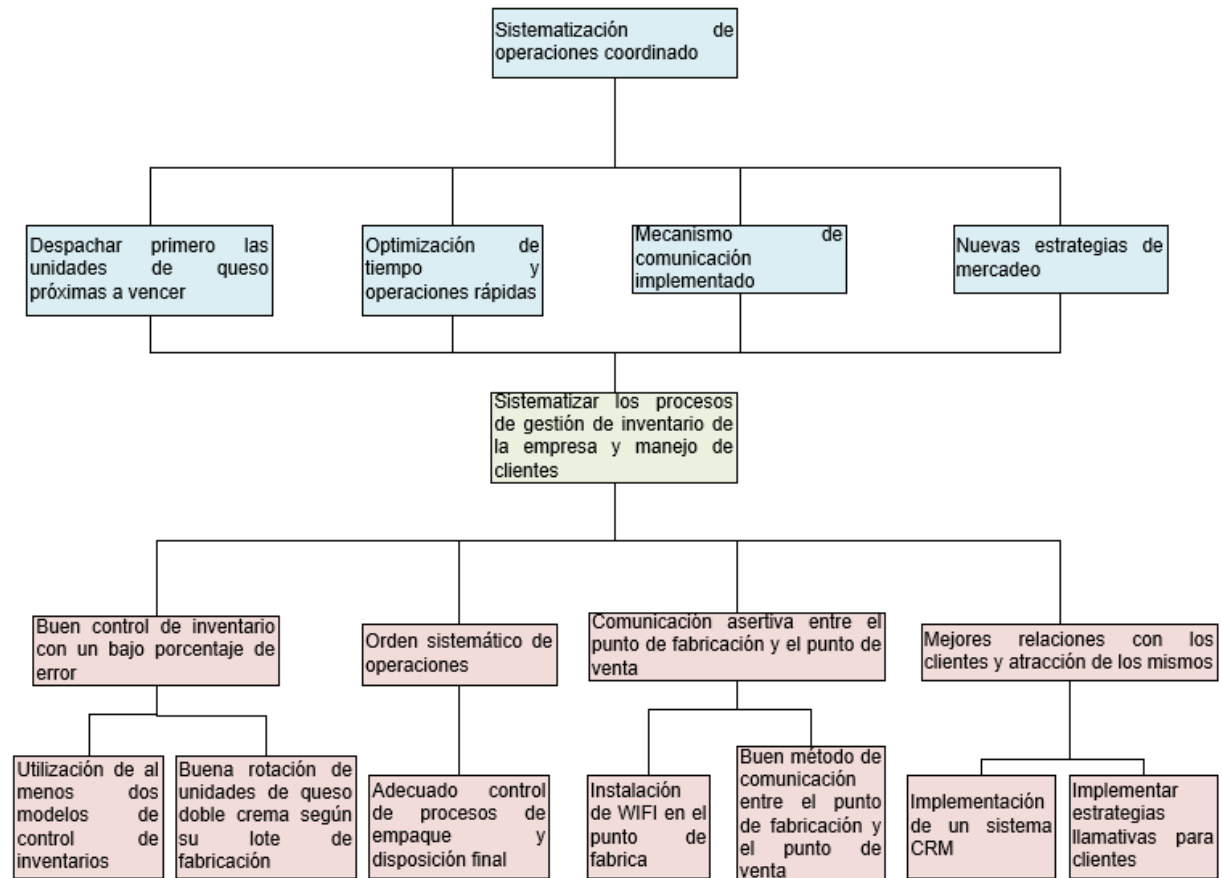 Sistematización de
operaciones coordinado
Despachar primero las
unidades de queso
próximas a vencer
Optimización de
tiempo y
operaciones rápidas
Mecanismo de
comunicación
implementado
Nuevas estrategias de
mercadeo
Sistematizar los procesos
de gestión de inventario de
la empresa y manejo de
clientes
Buen control de inventario
con un bajo porcentaje de
error
Orden sistemático de
operaciones
Comunicación asertiva entre el
punto de fabricación y el punto de
venta
Mejores relaciones con los
clientes y atracción de los mismos
Utilización de al
menos dos
modelos de
control de
inventarios
Buena rotación de
unidades de queso
doble crema según
su lote de
fabricación
Adecuado control
de procesos de
empaque y
disposición final
Instalación
de WIFI en el
punto de
fabrica
Buen método de
comunicación
entre el punto
de fabricación y
el punto de
venta
Implementación
de un sistema
CRM
Implementar
estrategias
llamativas para
clientes